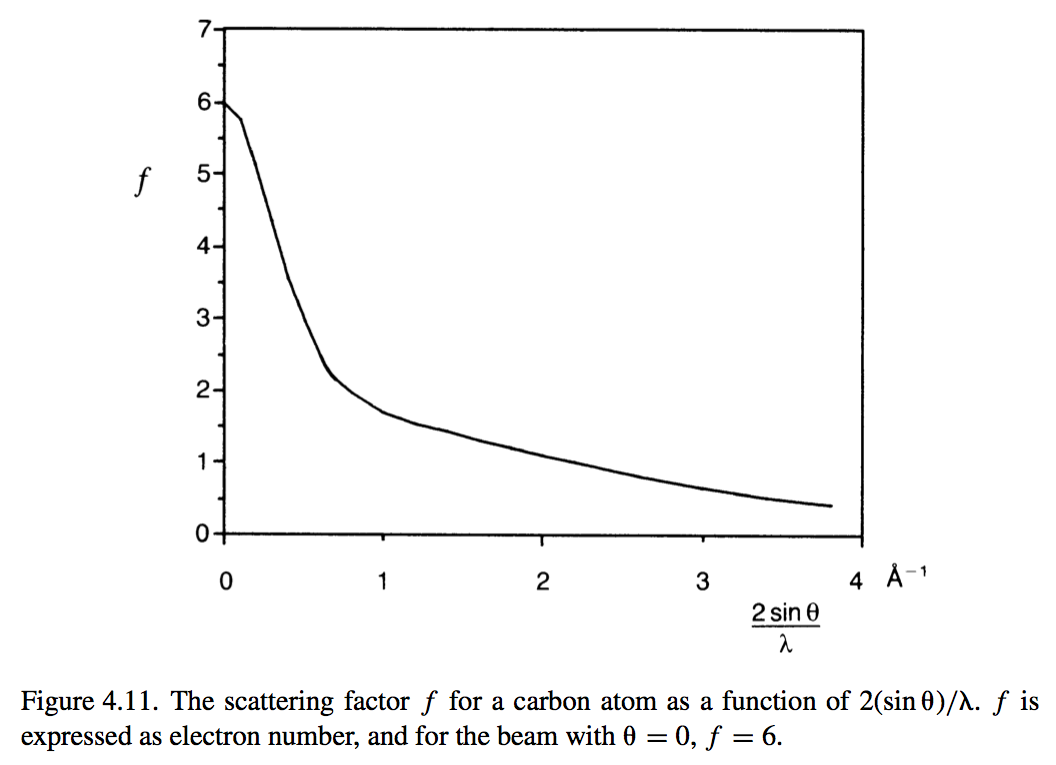 7
6
f
5
4
3
2
1
0
0 1 2 3 4 Å⁻¹
2 sin θ
λ
Figure 4.11. The scattering factor f for a carbon atom as a function of 2(sin θ)/λ. f is
expressed as electron number, and for the beam with θ = 0, f = 6.